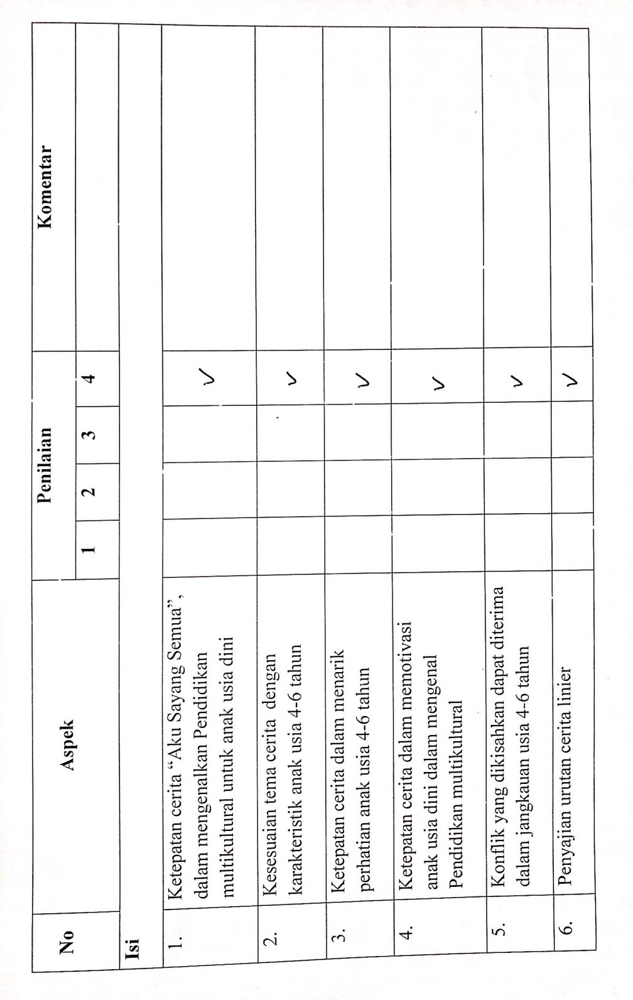 No Aspek Penilaian Komentar
1 2 3 4
Isi
1. Ketepatan cerita “Aku Sayang Semua”, ✓
dalam mengenalkan Pendidikan
multikultural untuk anak usia dini
2. Kesesuaian tema cerita dengan ✓
karakteristik anak usia 4-6 tahun
3. Ketepatan cerita dalam menarik ✓
perhatian anak usia 4-6 tahun
4. Ketepatan cerita dalam memotivasi ✓
anak usia dini dalam mengenal
Pendidikan multikultural
5. Konflik yang dikisahkan dapat diterima ✓
dalam jangkauan usia 4-6 tahun
6. Penyajian urutan cerita linier ✓